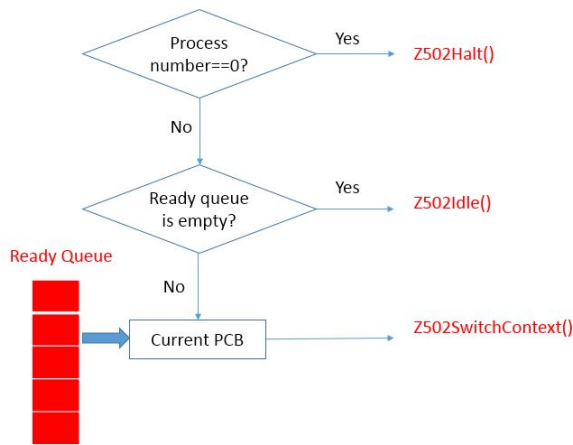 Process
number==0?
Yes
Z502Halt()
No
Ready queue
is empty?
Yes
Z502Idle()
Ready Queue
No
Current PCB
Z502SwitchContext()